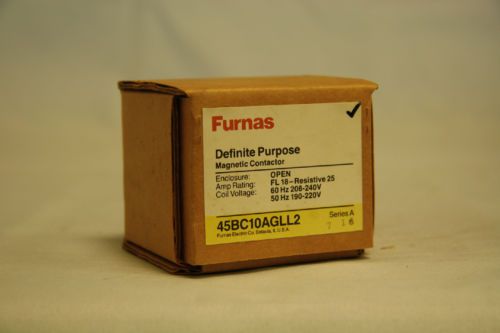 Furnas
Definite Purpose
Magnetic Contactor
Enclosure: OPEN
Amp Rating: FL 18-Resistive 25
Coil Voltage: 60 Hz 208-240V
50 Hz 190-220V
45BC10AGLL2 Series A
Furnas Electric Co. Batavia, Il. U.S.A.